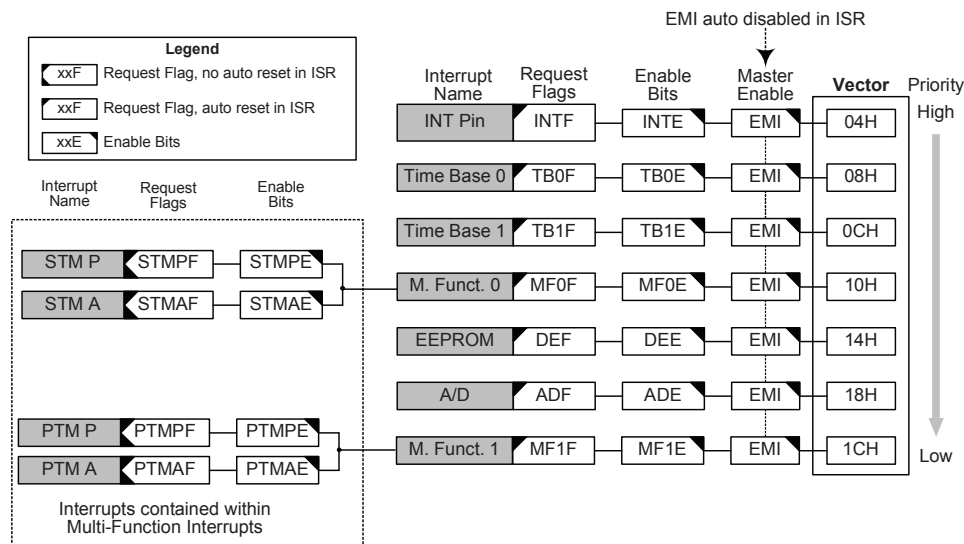 EMI auto disabled in ISR
Legend
xxF Request Flag, no auto reset in ISR
xxF Request Flag, auto reset in ISR
xxE Enable Bits
Interrupt Name Request Flags Enable Bits Master Enable Vector Priority
High
INT Pin INTF INTE EMI 04H
Time Base 0 TB0F TB0E EMI 08H
Time Base 1 TB1F TB1E EMI 0CH
M. Funct. 0 MF0F MF0E EMI 10H
EEPROM DEF DEE EMI 14H
A/D ADF ADE EMI 18H
M. Funct. 1 MF1F MF1E EMI 1CH
Low
Interrupt Name Request Flags Enable Bits
STM P STMPF STMPE
STM A STMAF STMAE
PTM P PTMPF PTMPE
PTM A PTMAF PTMAE
Interrupts contained within
Multi-Function Interrupts